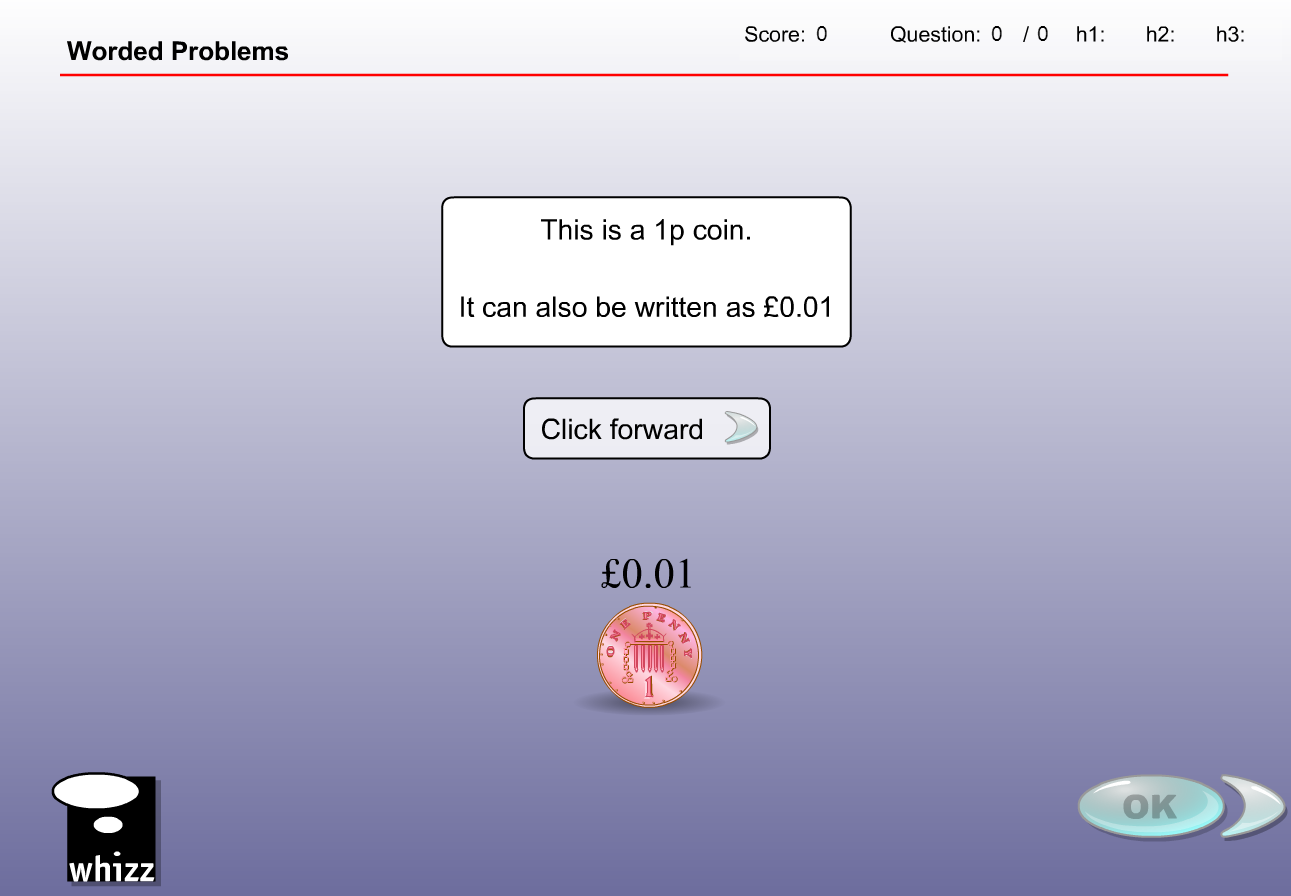 Worded Problems
Score: 0 Question: 0 / 0 h1: h2: h3:
This is a 1p coin.
It can also be written as £0.01
Click forward
£0.01
ONE PENNY
1
whizz
OK